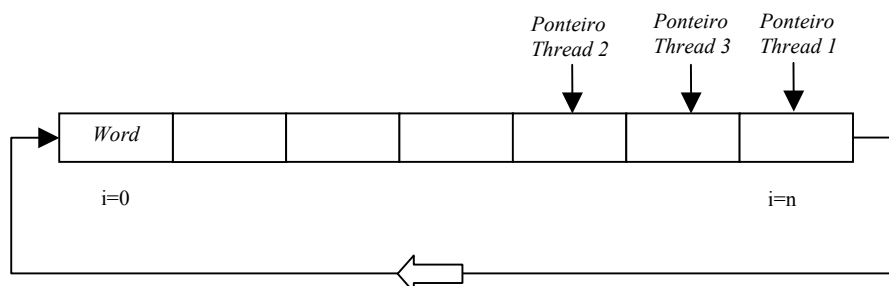 Ponteiro
Thread 2
Ponteiro
Thread 3
Ponteiro
Thread 1
Word
i=0
i=n